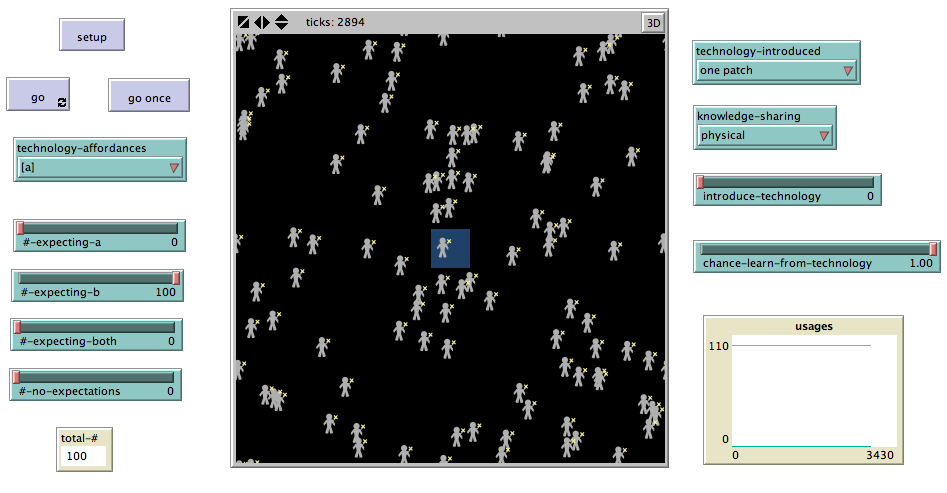 setup
go
go once
technology-affordances
[a]
#-expecting-a 0
#-expecting-b 100
#-expecting-both 0
#-no-expectations 0
total-#
100
ticks: 2894
3D
technology-introduced
one patch
knowledge-sharing
physical
introduce-technology 0
chance-learn-from-technology 1.00
usages
110
0
0 3430